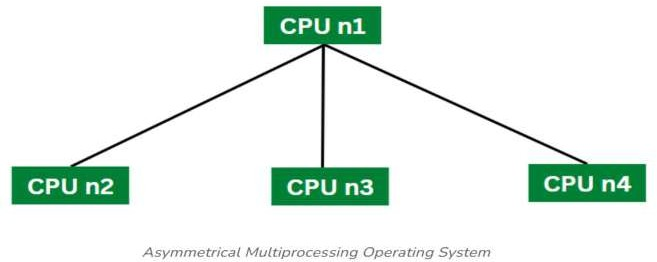 CPU n1
CPU n2 CPU n3 CPU n4
Asymmetrical Multiprocessing Operating System